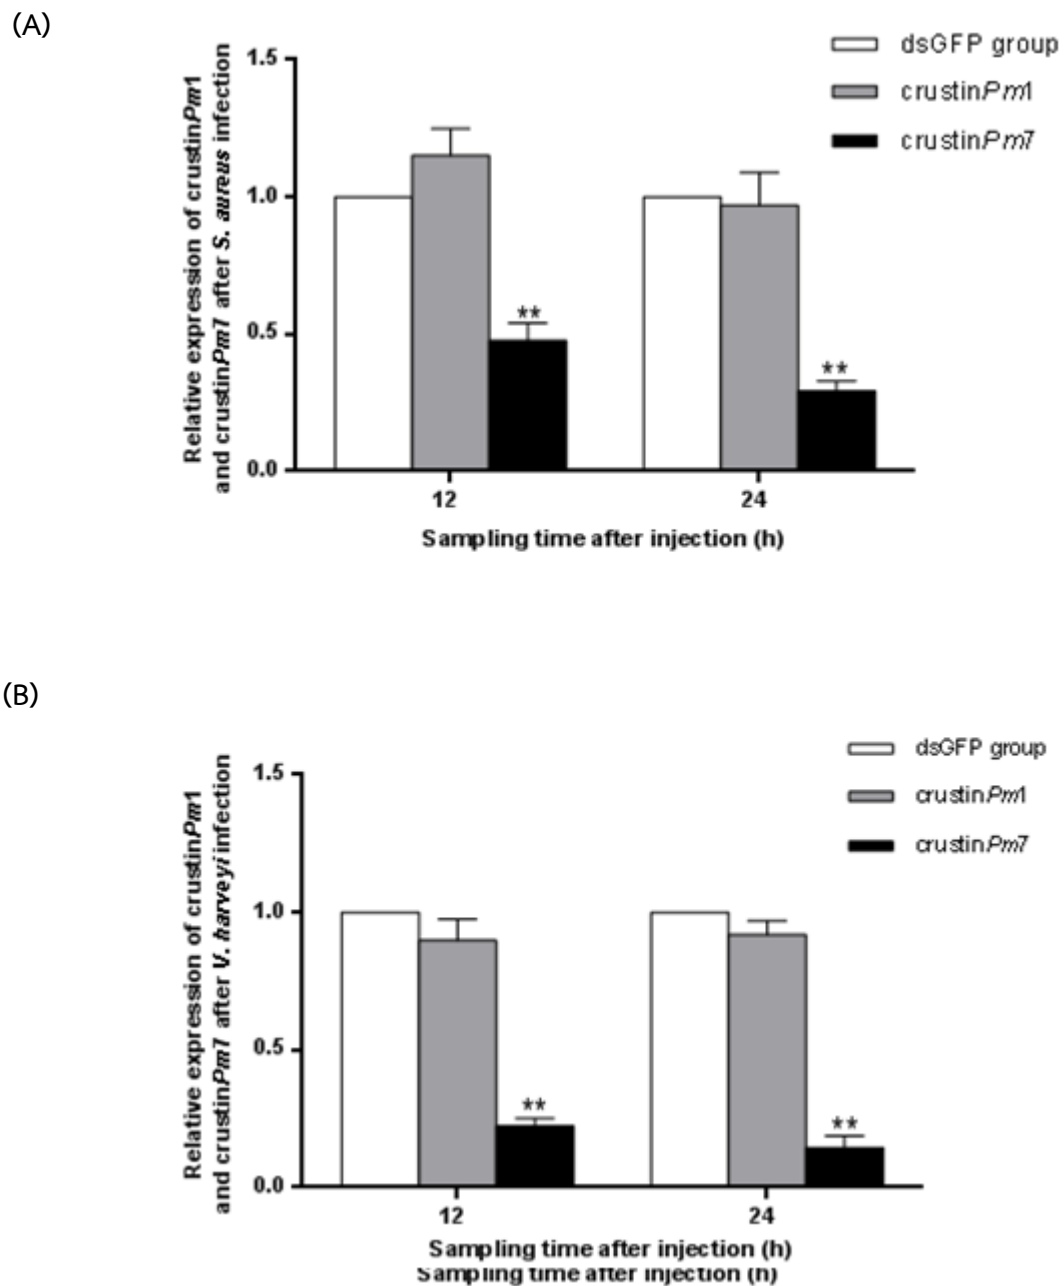 (A)
dsGFP group
crustinPm1
crustinPm7
Relative expression of crustinPm1
and crustinPm7 after S. aureus infection
1.5
1.0
0.5
0.0
**
**
12
24
Sampling time after injection (h)
(B)
dsGFP group
crustinPm1
crustinPm7
Relative expression of crustinPm1
and crustinPm7 after V. harveyi infection
1.5
1.0
0.5
0.0
**
**
12
24
Sampling time after injection (h)
Sampling time after injection (h)